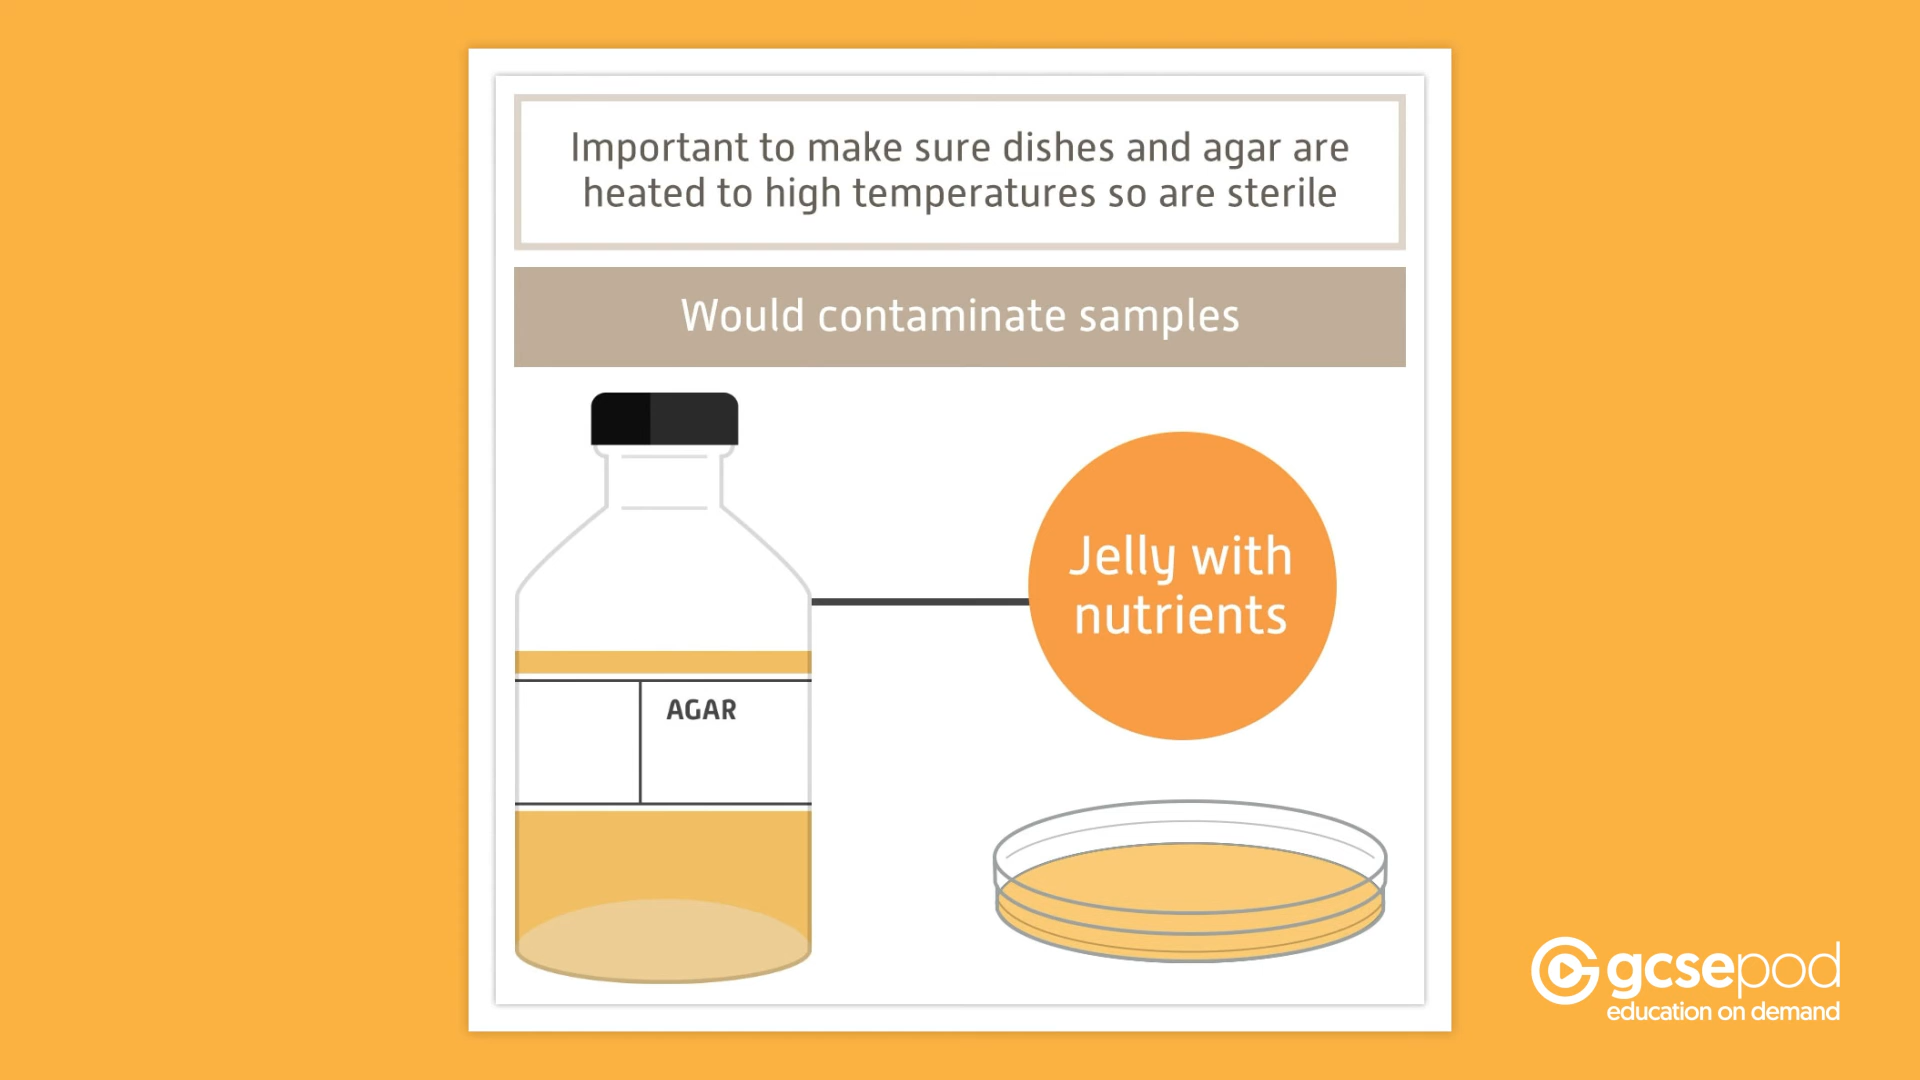 Important to make sure dishes and agar are
heated to high temperatures so are sterile
Would contaminate samples
Jelly with
nutrients
AGAR
gcsepod
education on demand